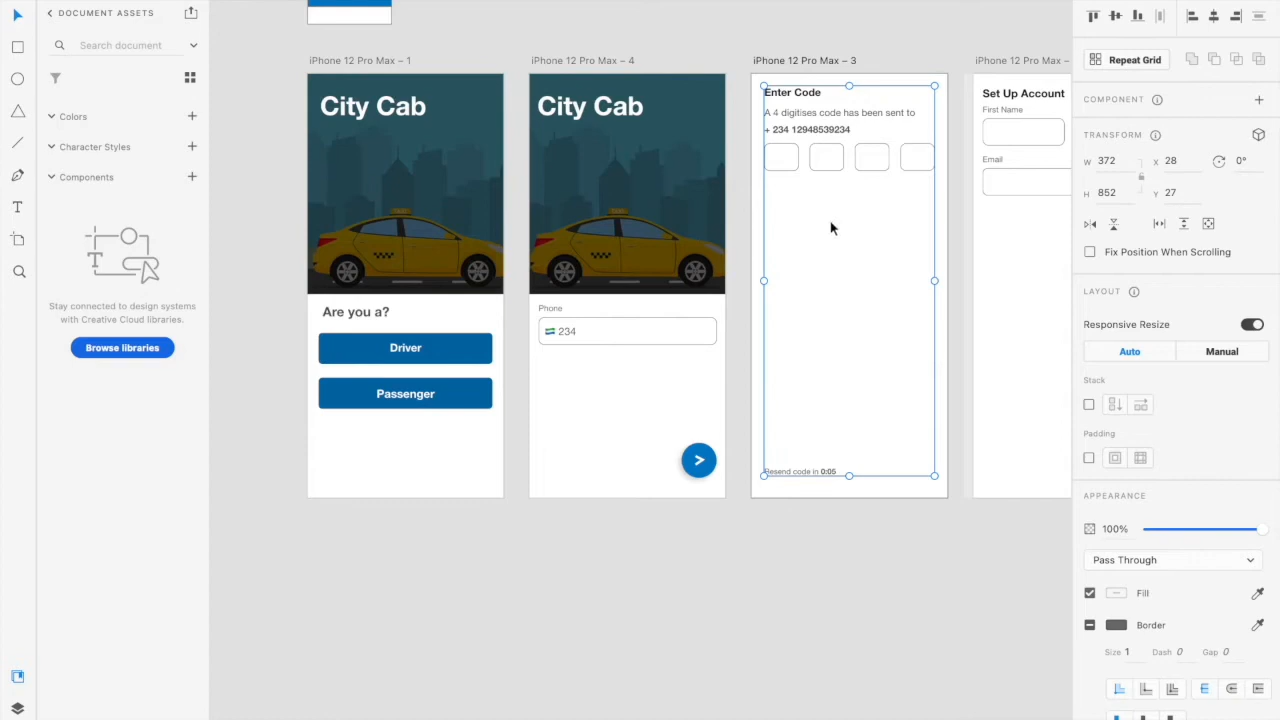 DOCUMENT ASSETS
Search document
Colors
Character Styles
Components
Stay connected to design systems
with Creative Cloud libraries.
Browse libraries
iPhone 12 Pro Max – 1
City Cab
Are you a?
Driver
Passenger
iPhone 12 Pro Max – 4
City Cab
Phone
234
>
iPhone 12 Pro Max – 3
Enter Code
A 4 digitises code has been sent to
+ 234 12948539234
Resend code in 0:05
iPhone 12 Pro Max –
Set Up Account
First Name
Email
Repeat Grid
COMPONENT
TRANSFORM
W 372 X 28 0°
H 852 Y 27
Fix Position When Scrolling
LAYOUT
Responsive Resize
Auto Manual
Stack
Padding
APPEARANCE
100%
Pass Through
Fill
Border
Size 1 Dash 0 Gap 0